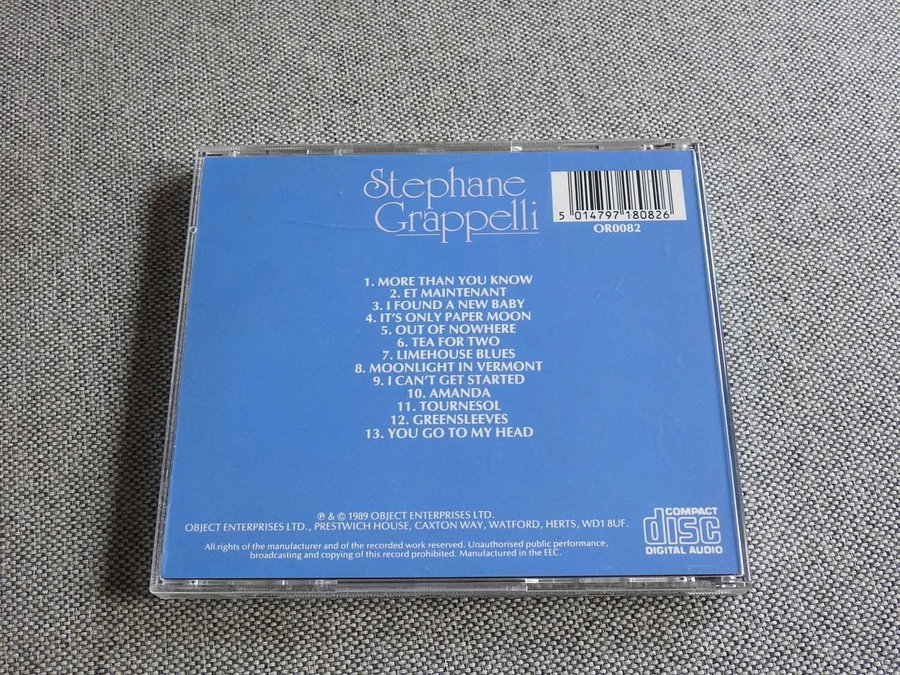 Stephane
Grappelli
5 014797 180826
OR0082
1. MORE THAN YOU KNOW
2. ET MAINTENANT
3. I FOUND A NEW BABY
4. IT'S ONLY PAPER MOON
5. OUT OF NOWHERE
6. TEA FOR TWO
7. LIMEHOUSE BLUES
8. MOONLIGHT IN VERMONT
9. I CAN'T GET STARTED
10. AMANDA
11. TOURNESOL
12. GREENSLEEVES
13. YOU GO TO MY HEAD
℗ & © 1989 OBJECT ENTERPRISES LTD.
OBJECT ENTERPRISES LTD., PRESTWICH HOUSE, CAXTON WAY, WATFORD, HERTS, WD1 8UF.
All rights of the manufacturer and of the recorded work reserved. Unauthorised public performance,
broadcasting and copying of this record prohibited. Manufactured in the EEC.
COMPACT
disc
DIGITAL AUDIO